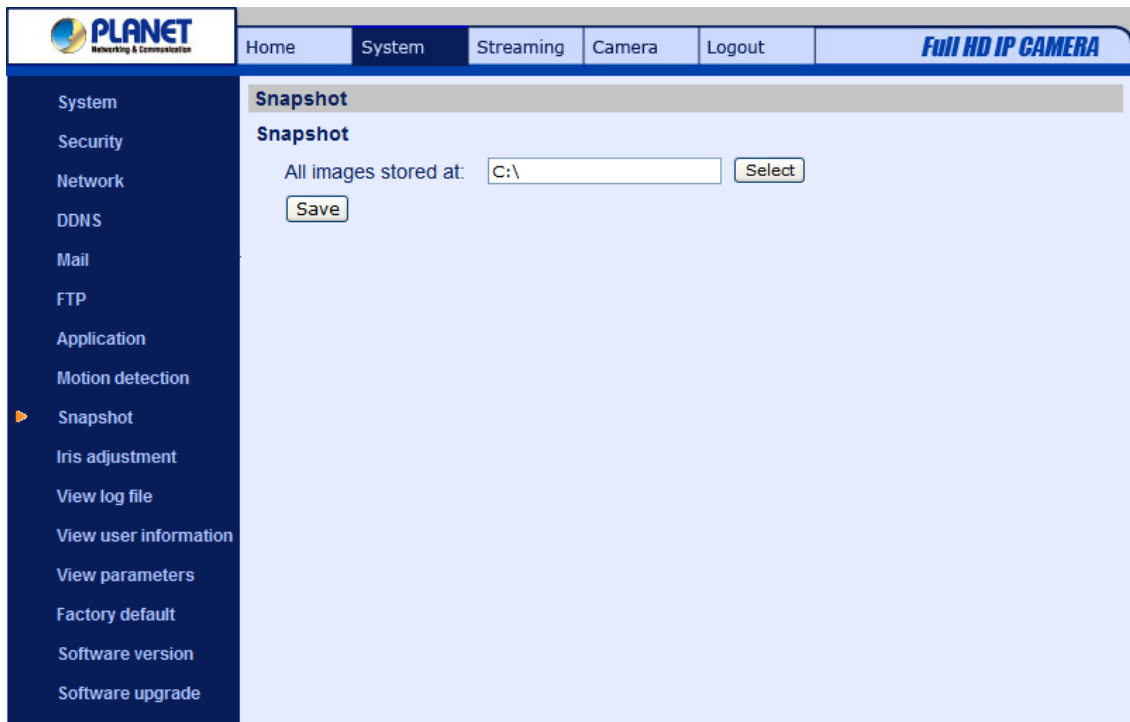 PLANET
Networking & Communication
Home System Streaming Camera Logout Full HD IP CAMERA
System
Security
Network
DDNS
Mail
FTP
Application
Motion detection
Snapshot
Iris adjustment
View log file
View user information
View parameters
Factory default
Software version
Software upgrade
Snapshot
Snapshot
All images stored at: C:\ Select
Save